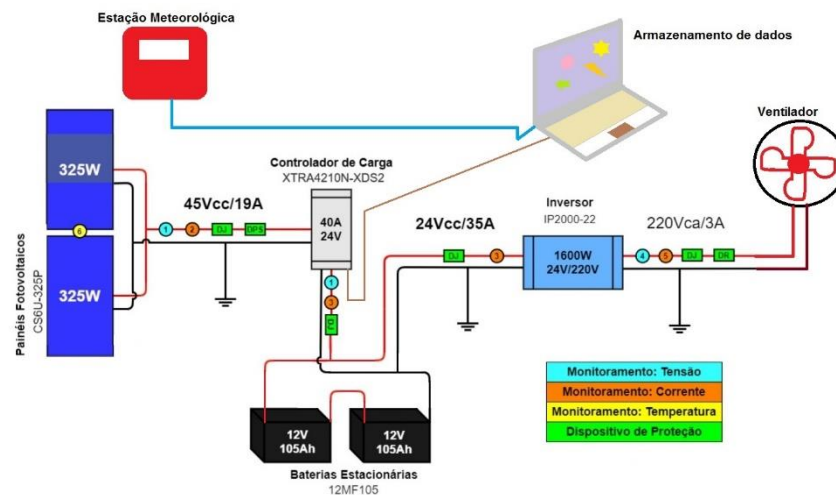 Estação Meteorológica
Armazenamento de dados
Ventilador
Painéis Fotovoltaicos
CS6U-325P
325W
6
325W
45Vcc/19A
1
2
DJ
DPS
Controlador de Carga
XTRA4210N-XDS2
40A
24V
1
3
DJ
24Vcc/35A
DJ
3
Inversor
IP2000-22
1600W
24V/220V
220Vca/3A
4
5
DJ
DR
12V
105Ah
12V
105Ah
Baterias Estacionárias
12MF105
Monitoramento: Tensão
Monitoramento: Corrente
Monitoramento: Temperatura
Dispositivo de Proteção